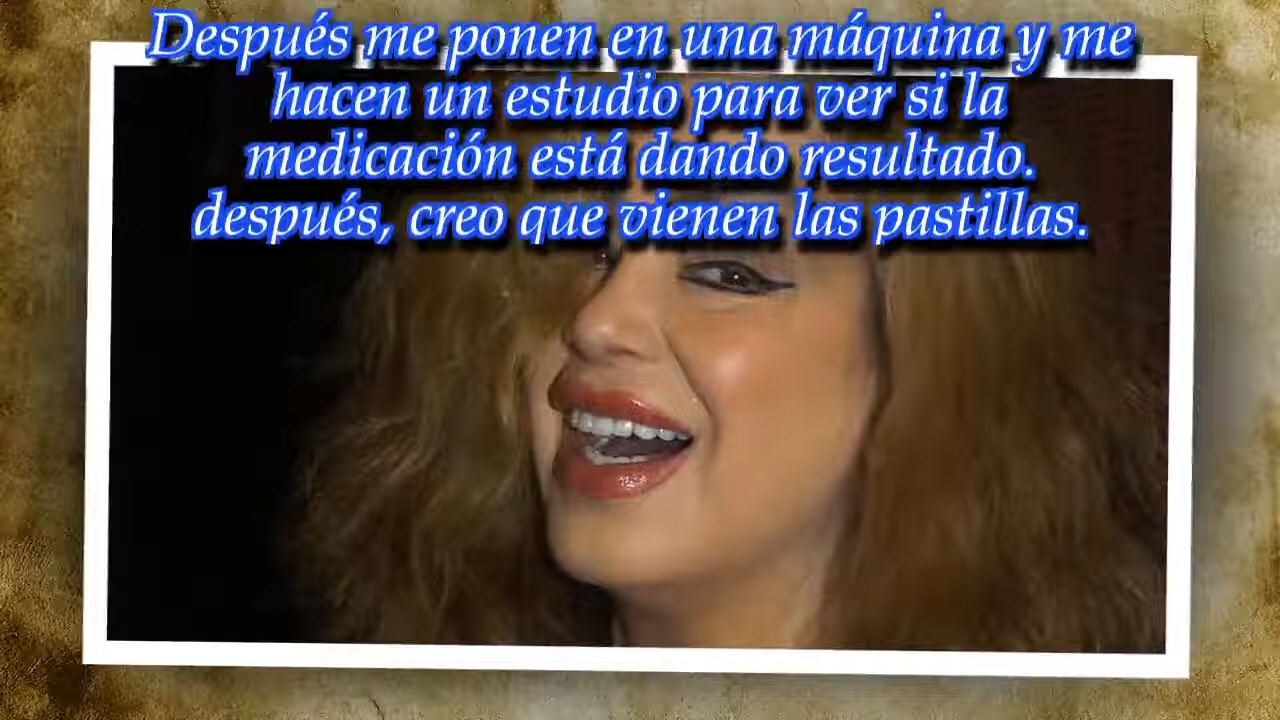 Después me ponen en una máquina y me
hacen un estudio para ver si la
medicación está dando resultado.
después, creo que vienen las pastillas.